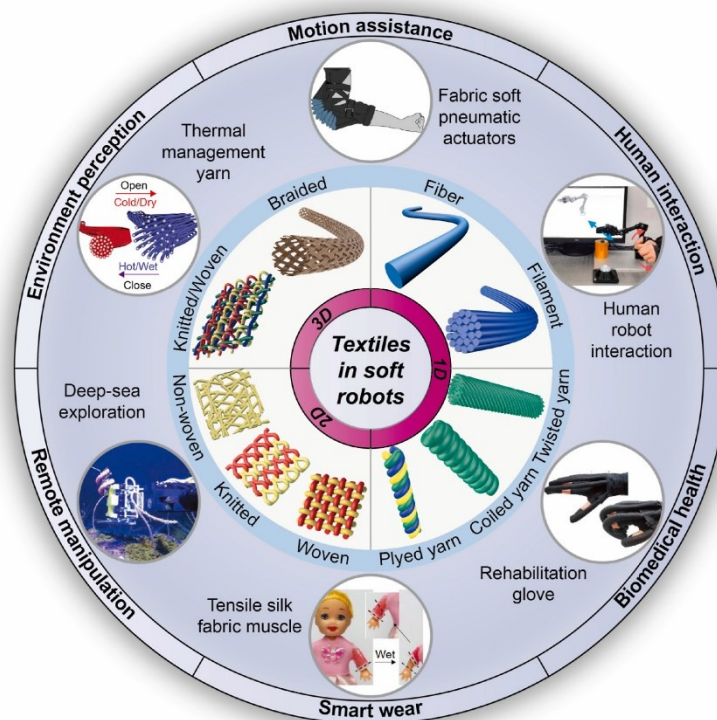 Motion assistance
Fabric soft
pneumatic
actuators
Human interaction
Human
robot
interaction
Biomedical health
Rehabilitation
glove
Smart wear
Tensile silk
fabric muscle
Wet
Remote manipulation
Deep-sea
exploration
Environment perception
Thermal
management
yarn
Open
Cold/Dry
Hot/Wet
Close
Braided
Fiber
Filament
Twisted yarn
Coiled yarn
Plyed yarn
Woven
Knitted
Non-woven
Knitted/Woven
3D
1D
2D
Textiles
in soft
robots